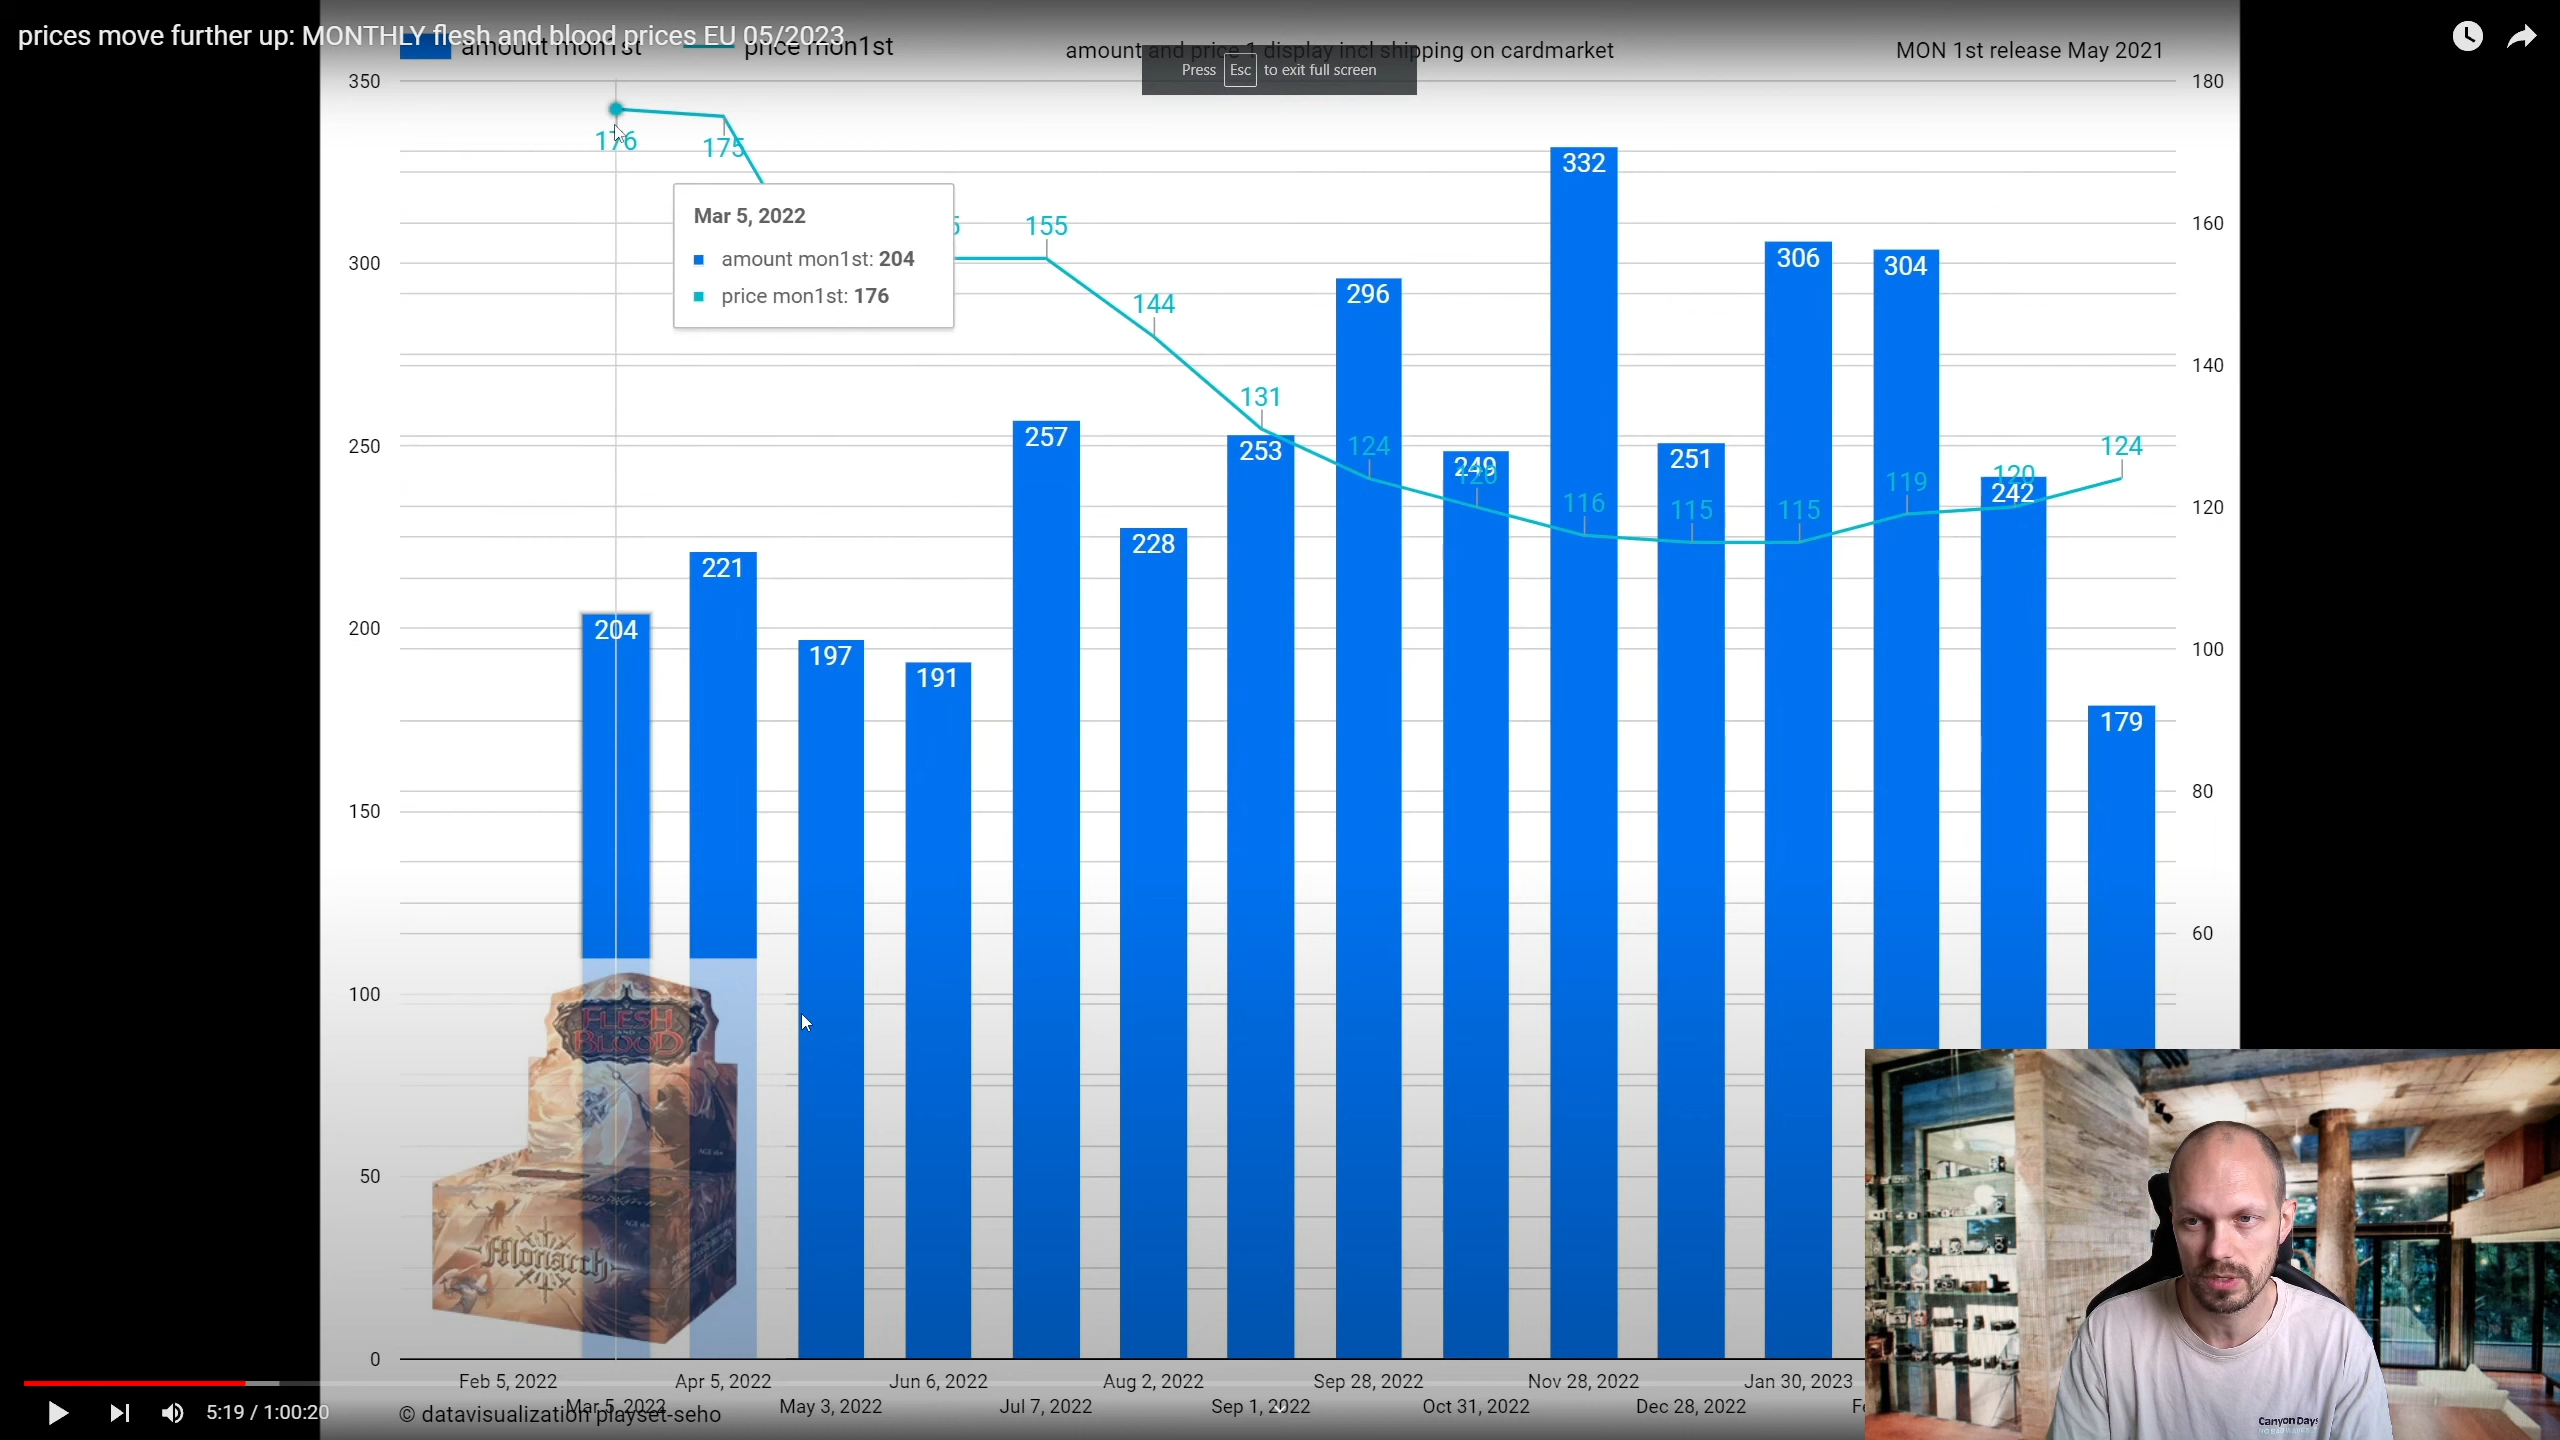 prices move further up: MONTHLY flesh and blood prices EU 05/2023
amount mon1st
price mon1st
amount and price 1 display incl shipping on cardmarket
MON 1st release May 2021
Press Esc to exit full screen
350
300
250
200
150
100
50
0
180
160
140
120
100
80
60
176
175
155
144
131
124
120
116
115
115
119
120
124
Mar 5, 2022
amount mon1st: 204
price mon1st: 176
204
221
197
191
257
228
253
296
249
332
251
306
304
242
179
FLESH
AND
BLOOD
Monarch
Feb 5, 2022
Mar 5, 2022
Apr 5, 2022
May 3, 2022
Jun 6, 2022
Jul 7, 2022
Aug 2, 2022
Sep 1, 2022
Sep 28, 2022
Oct 31, 2022
Nov 28, 2022
Dec 28, 2022
Jan 30, 2023
© datavisualization playset-seho
5:19 / 1:00:20
Canyon Days